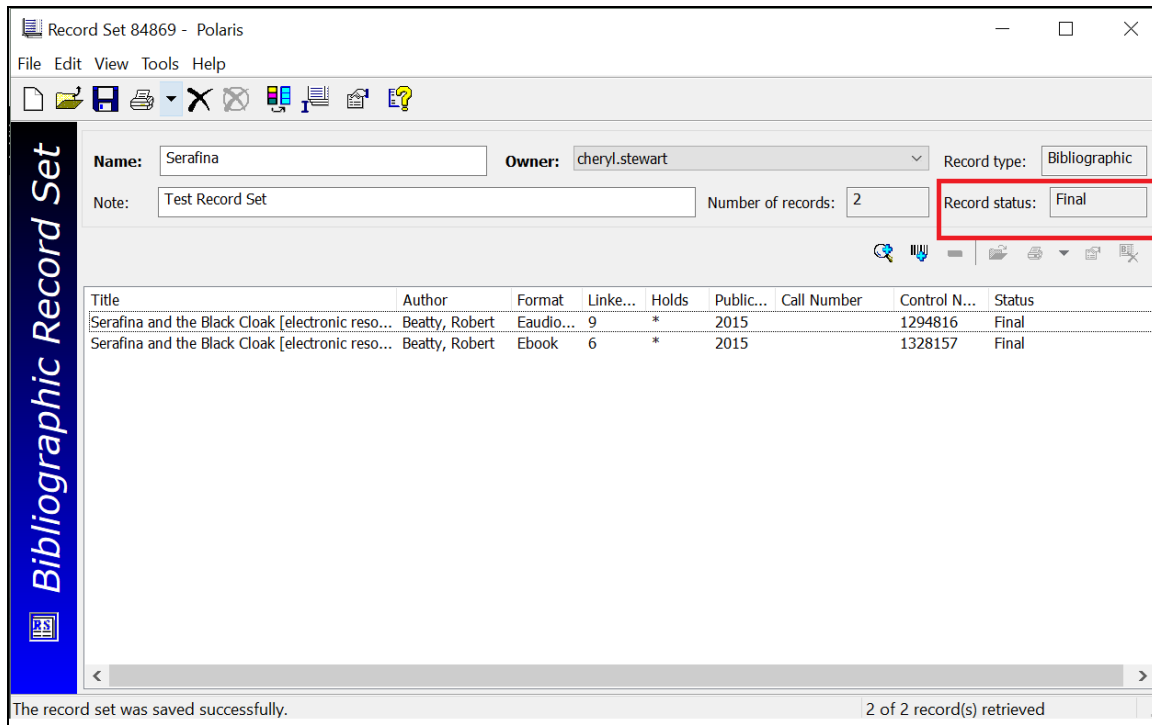 Record Set 84869 - Polaris
File Edit View Tools Help
Bibliographic Record Set
RS
Name: Serafina Owner: cheryl.stewart Record type: Bibliographic
Note: Test Record Set Number of records: 2 Record status: Final
Title Author Format Linke... Holds Public... Call Number Control N... Status
Serafina and the Black Cloak [electronic reso... Beatty, Robert Eaudio... 9 * 2015 1294816 Final
Serafina and the Black Cloak [electronic reso... Beatty, Robert Ebook 6 * 2015 1328157 Final
The record set was saved successfully. 2 of 2 record(s) retrieved